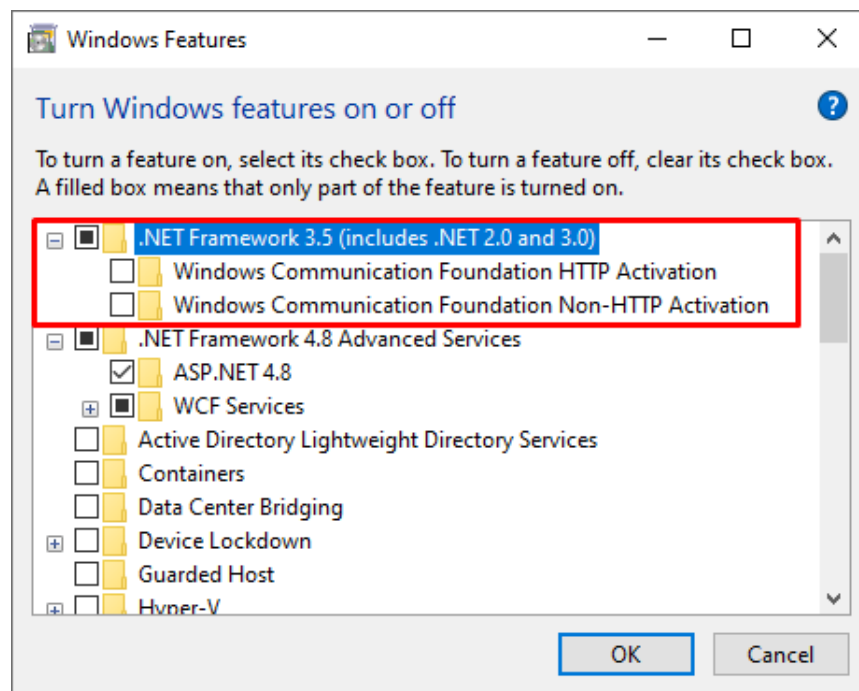 Windows Features
Turn Windows features on or off
?
To turn a feature on, select its check box. To turn a feature off, clear its check box.
A filled box means that only part of the feature is turned on.
.NET Framework 3.5 (includes .NET 2.0 and 3.0)
Windows Communication Foundation HTTP Activation
Windows Communication Foundation Non-HTTP Activation
.NET Framework 4.8 Advanced Services
ASP.NET 4.8
WCF Services
Active Directory Lightweight Directory Services
Containers
Data Center Bridging
Device Lockdown
Guarded Host
Hyper-V
OK Cancel